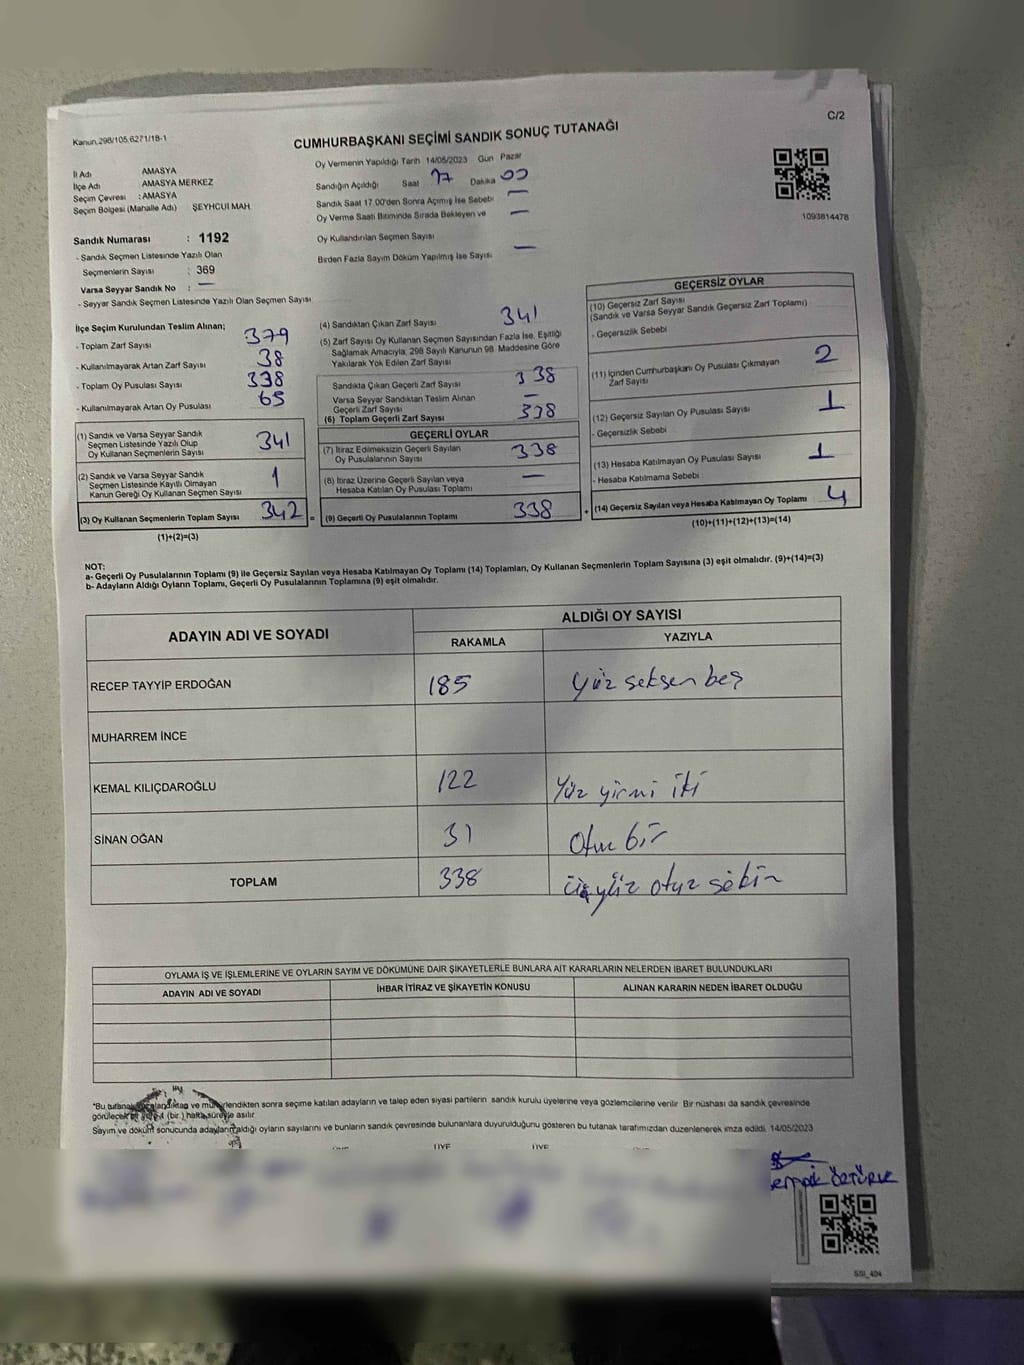 Kanun,298/105,6271/18-1
C/2
CUMHURBAŞKANI SEÇİMİ SANDIK SONUÇ TUTANAĞI
İl Adı AMASYA
İlçe Adı AMASYA MERKEZ
Seçim Çevresi : AMASYA
Seçim Bölgesi (Mahalle Adı) ŞEYHCUI MAH.
Sandık Numarası : 1192
- Sandık Seçmen Listesinde Yazılı Olan
Seçmenlerin Sayısı : 369
Varsa Seyyar Sandık No : —
- Seyyar Sandık Seçmen Listesinde Yazılı Olan Seçmen Sayısı
Oy Vermenin Yapıldığı Tarih 14/05/2023 Gün Pazar
Sandığın Açıldığı Saat 17 Dakika 00
Sandık Saat 17.00'den Sonra Açılmış İse Sebebi —
Oy Verme Saati Bitiminde Sırada Bekleyen ve —
Oy Kullandırılan Seçmen Sayısı
Birden Fazla Sayım Döküm Yapılmış İse Sayısı —
1093814478
İlçe Seçim Kurulundan Teslim Alınan;
- Toplam Zarf Sayısı 379
- Kullanılmayarak Artan Zarf Sayısı 38
- Toplam Oy Pusulası Sayısı 338
- Kullanılmayarak Artan Oy Pusulası 65
(1) Sandık ve Varsa Seyyar Sandık
Seçmen Listesinde Yazılı Olup
Oy Kullanan Seçmenlerin Sayısı 341
(2) Sandık ve Varsa Seyyar Sandık
Seçmen Listesinde Kayıtlı Olmayan
Kanun Gereği Oy Kullanan Seçmen Sayısı 1
(3) Oy Kullanan Seçmenlerin Toplam Sayısı 342 =
(1)+(2)=(3)
(4) Sandıktan Çıkan Zarf Sayısı 341
(5) Zarf Sayısı Oy Kullanan Seçmen Sayısından Fazla İse, Eşitliği
Sağlamak Amacıyla, 298 Sayılı Kanunun 98. Maddesine Göre
Yakılarak Yok Edilen Zarf Sayısı
Sandıkta Çıkan Geçerli Zarf Sayısı 338
Varsa Seyyar Sandıktan Teslim Alınan
Geçerli Zarf Sayısı —
(6) Toplam Geçerli Zarf Sayısı 338
GEÇERLİ OYLAR
(7) İtiraz Edilmeksizin Geçerli Sayılan
Oy Pusulalarının Sayısı 338
(8) İtiraz Üzerine Geçerli Sayılan veya
Hesaba Katılan Oy Pusulası Toplamı —
(9) Geçerli Oy Pusulalarının Toplamı 338 +
GEÇERSİZ OYLAR
(10) Geçersiz Zarf Sayısı
(Sandık ve Varsa Seyyar Sandık Geçersiz Zarf Toplamı)
- Geçersizlik Sebebi
(11) İçinden Cumhurbaşkanı Oy Pusulası Çıkmayan
Zarf Sayısı 2
(12) Geçersiz Sayılan Oy Pusulası Sayısı 1
- Geçersizlik Sebebi
(13) Hesaba Katılmayan Oy Pusulası Sayısı 1
- Hesaba Katılmama Sebebi
(14) Geçersiz Sayılan veya Hesaba Katılmayan Oy Toplamı 4
(10)+(11)+(12)+(13)=(14)
NOT:
a- Geçerli Oy Pusulalarının Toplamı (9) ile Geçersiz Sayılan veya Hesaba Katılmayan Oy Toplamı (14) Toplamları, Oy Kullanan Seçmenlerin Toplam Sayısına (3) eşit olmalıdır. (9)+(14)=(3)
b- Adayların Aldığı Oyların Toplamı, Geçerli Oy Pusulalarının Toplamına (9) eşit olmalıdır.
ADAYIN ADI VE SOYADI
ALDIĞI OY SAYISI
RAKAMLA YAZIYLA
RECEP TAYYİP ERDOĞAN 185 Yüz seksen beş
MUHARREM İNCE
KEMAL KILIÇDAROĞLU 122 Yüz yirmi iki
SİNAN OĞAN 31 Otuz bir
TOPLAM 338 üçyüz otuz sekiz
OYLAMA İŞ VE İŞLEMLERİNE VE OYLARIN SAYIM VE DÖKÜMÜNE DAİR ŞİKAYETLERLE BUNLARA AİT KARARLARIN NELERDEN İBARET BULUNDUKLARI
ADAYIN ADI VE SOYADI İHBAR İTİRAZ VE ŞİKAYETİN KONUSU ALINAN KARARIN NEDEN İBARET OLDUĞU
*Bu tutanak ve mühürlendikten sonra seçime katılan adayların ve talep eden siyasi partilerin sandık kurulu üyelerine veya gözlemcilerine verilir. Bir nüshası da sandık çevresinde
görülecek (bir) hafta süreyle asılır.
Sayım ve döküm sonucunda adayların aldığı oyların sayılarını ve bunların sandık çevresinde bulunanlara duyurulduğunu gösteren bu tutanak tarafımızdan düzenlenerek imza edildi. 14/05/2023
ÜYE ÜYE
ÖZTÜRK
SSI_404